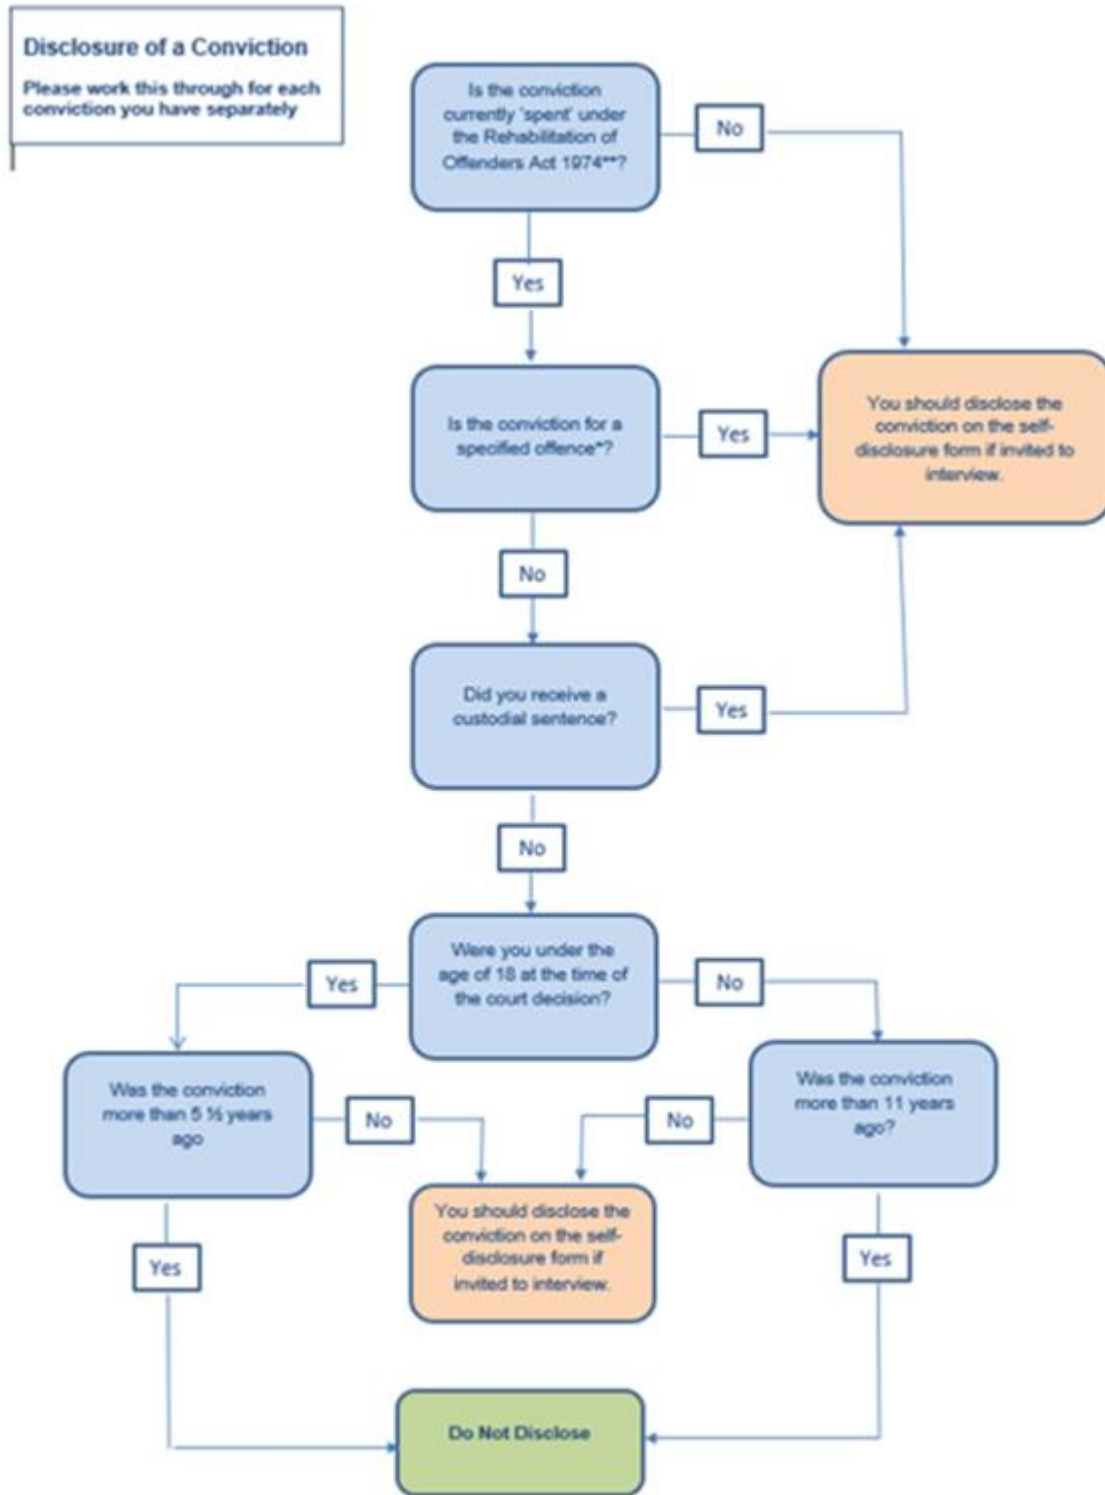 Disclosure of a Conviction
Please work this through for each
conviction you have separately
Is the conviction
currently 'spent' under
the Rehabilitation of
Offenders Act 1974**?
No
Yes
Is the conviction for a
specified offence*?
Yes
You should disclose the
conviction on the self-
disclosure form if invited to
interview.
No
Did you receive a
custodial sentence?
Yes
No
Were you under the
age of 18 at the time of
the court decision?
Yes
No
Was the conviction
more than 5 ½ years
ago
No
No
Was the conviction
more than 11 years
ago?
You should disclose the
conviction on the self-
disclosure form if
invited to interview.
Yes
Yes
Do Not Disclose